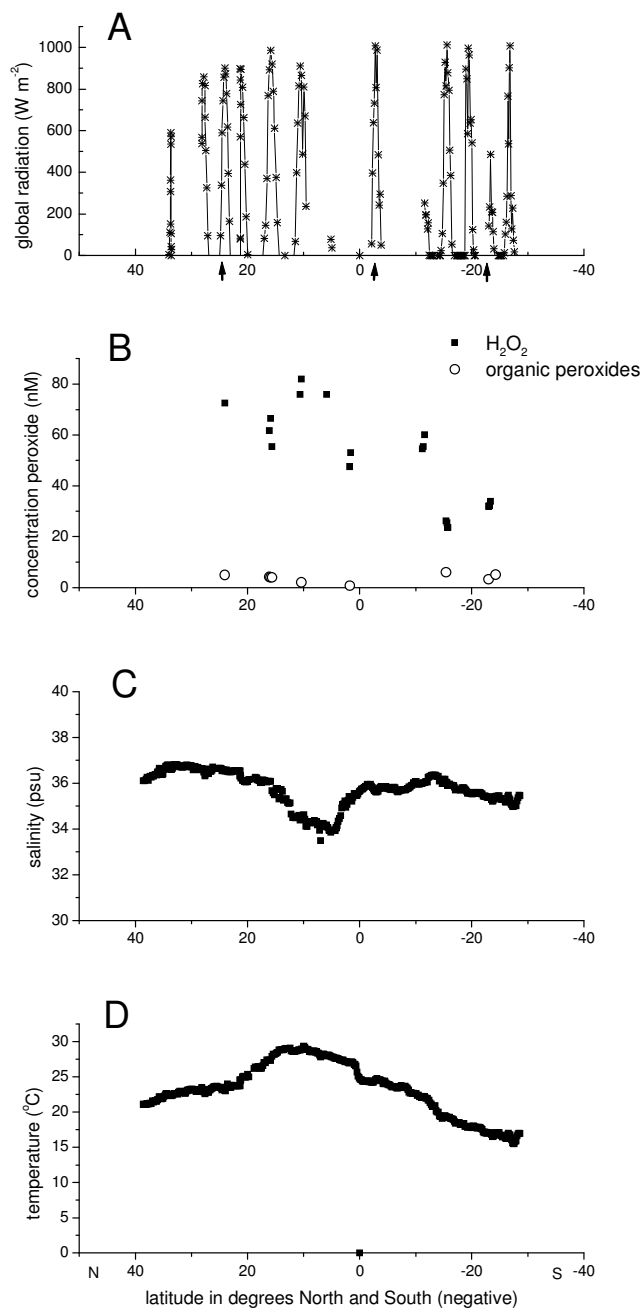 A
global radiation (W m⁻²)
1000
800
600
400
200
0
40 20 0 -20 -40
B
H₂O₂
organic peroxides
concentration peroxide (nM)
80
60
40
20
0
40 20 0 -20 -40
C
salinity (psu)
40
38
36
34
32
30
40 20 0 -20 -40
D
temperature (°C)
30
25
20
15
10
5
0
40 20 0 -20 -40
N S
latitude in degrees North and South (negative)